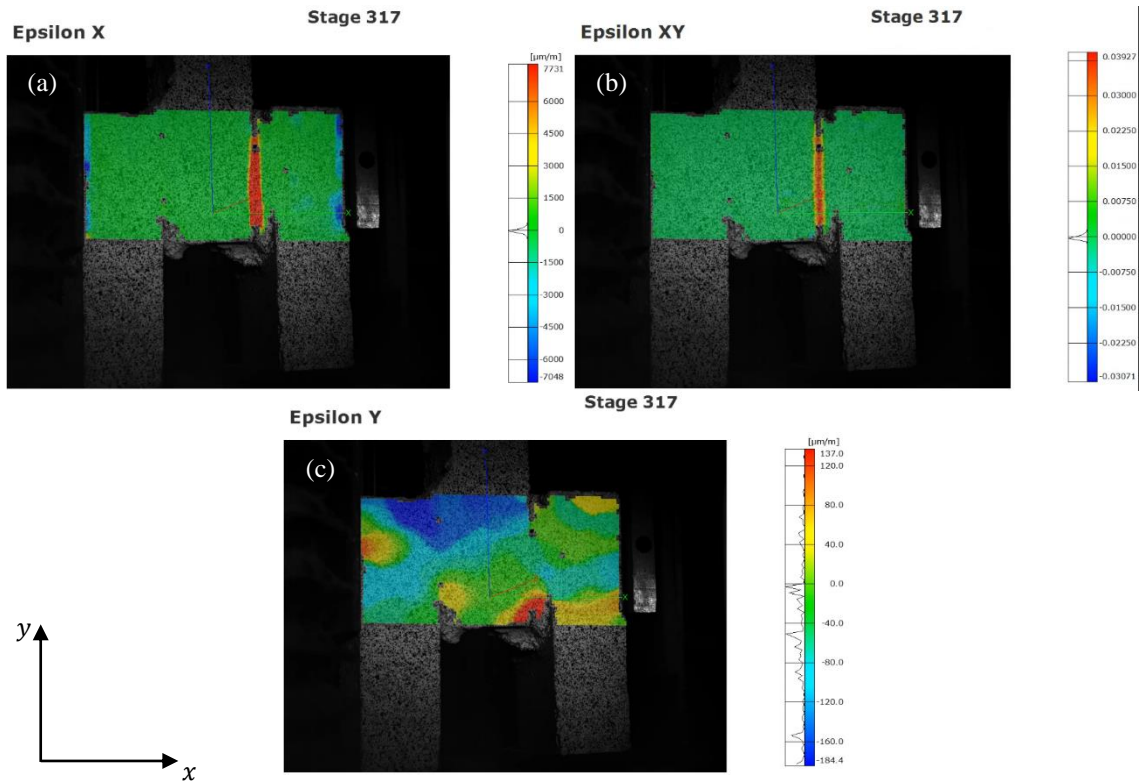 Stage 317
Epsilon X
(a)
[µm/m]
7731
6000
4500
3000
1500
0
-1500
-3000
-4500
-6000
-7048
X
Stage 317
Epsilon XY
(b)
0.03927
0.03000
0.02250
0.01500
0.00750
0.00000
-0.00750
-0.01500
-0.02250
-0.03071
X
Stage 317
Epsilon Y
(c)
[µm/m]
137.0
120.0
80.0
40.0
0.0
-40.0
-80.0
-120.0
-160.0
-184.4
X
y
x